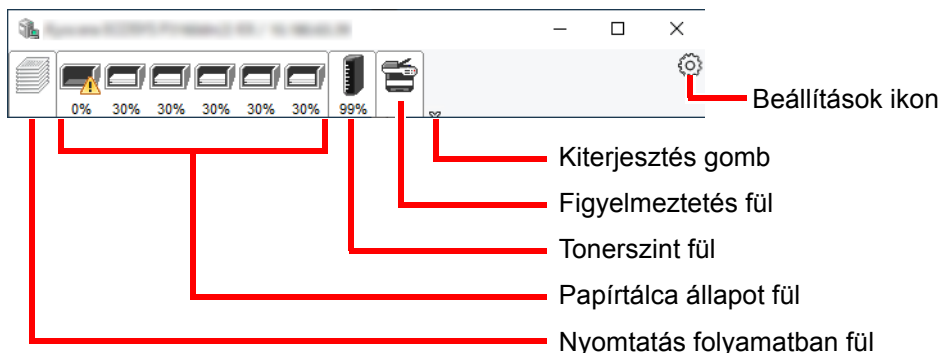 0% 30% 30% 30% 30% 30% 99%
Beállítások ikon
Kiterjesztés gomb
Figyelmeztetés fül
Tonerszint fül
Papírtálca állapot fül
Nyomtatás folyamatban fül